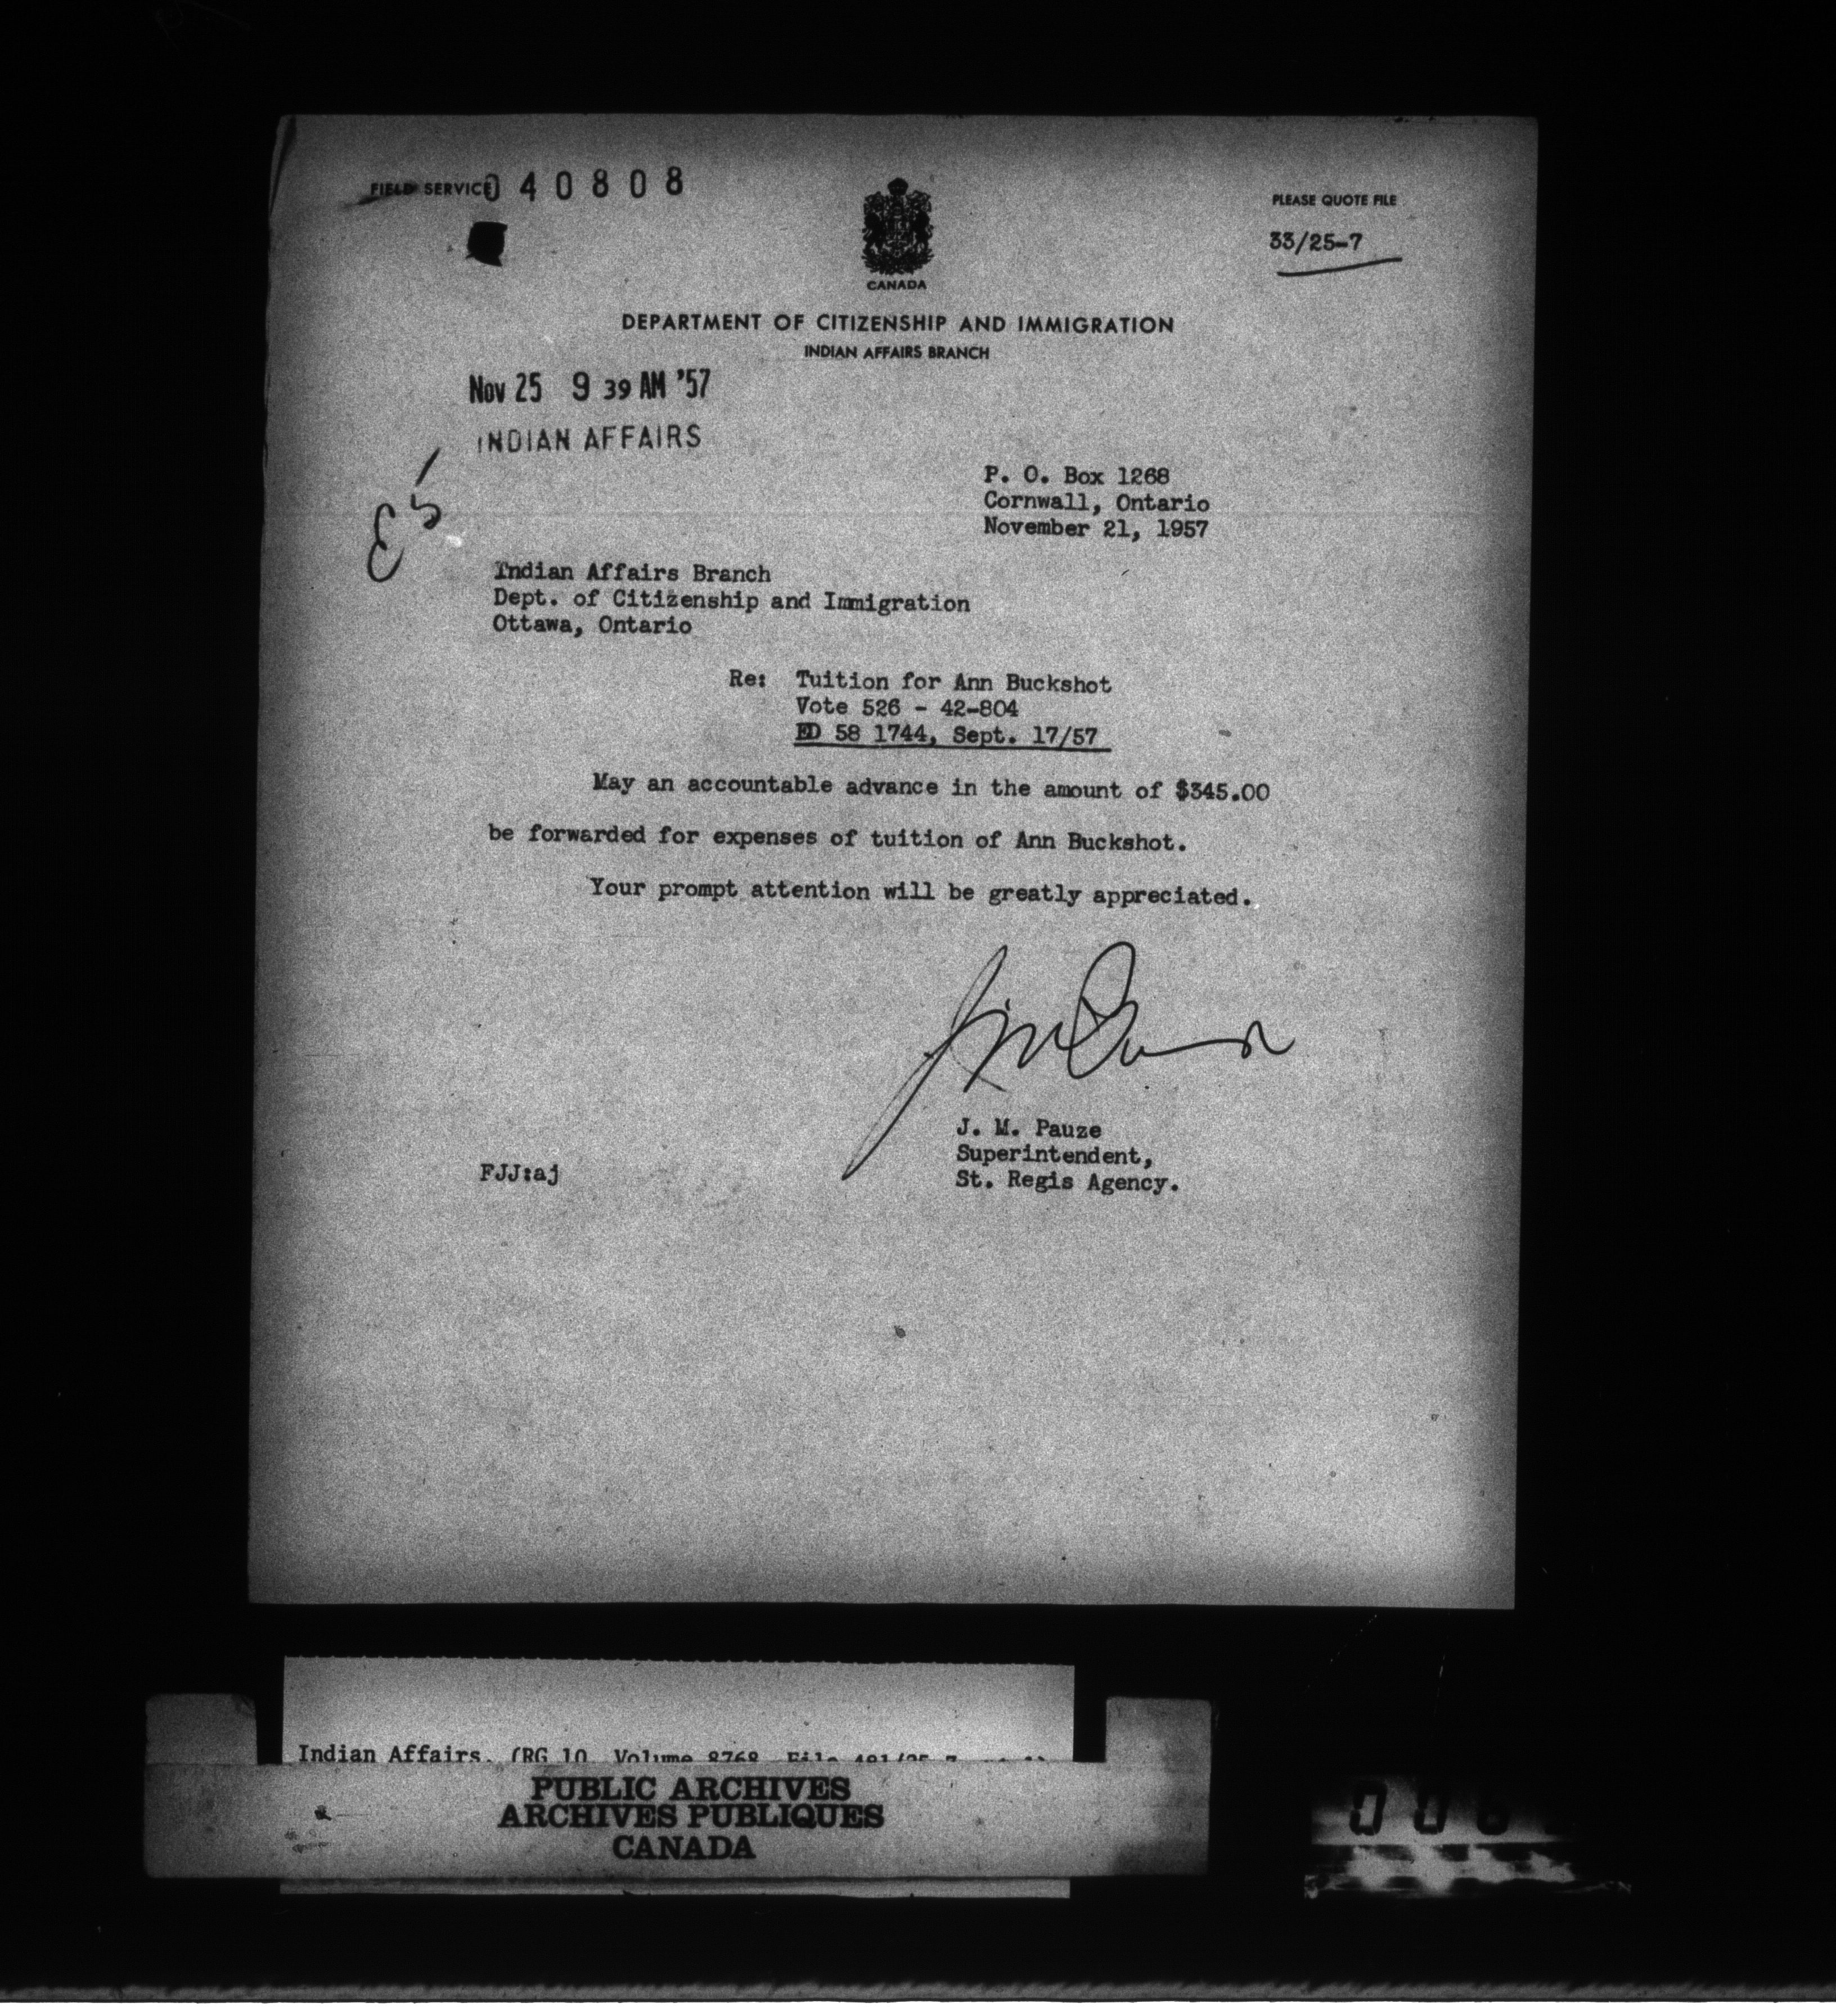 FIELD SERVICE
040808
PLEASE QUOTE FILE
33/25-7
CANADA
DEPARTMENT OF CITIZENSHIP AND IMMIGRATION
INDIAN AFFAIRS BRANCH
Nov 25 9 39 AM '57
INDIAN AFFAIRS
P. O. Box 1268
Cornwall, Ontario
November 21, 1957
Indian Affairs Branch
Dept. of Citizenship and Immigration
Ottawa, Ontario
Re: Tuition for Ann Buckshot
Vote 526 - 42-804
ED 58 1744, Sept. 17/57
May an accountable advance in the amount of $345.00
be forwarded for expenses of tuition of Ann Buckshot.
Your prompt attention will be greatly appreciated.
J. M. Pauze
Superintendent,
St. Regis Agency.
FJJ:aj
Indian Affairs. (RG 10, Volume 8768, File
PUBLIC ARCHIVES
ARCHIVES PUBLIQUES
CANADA